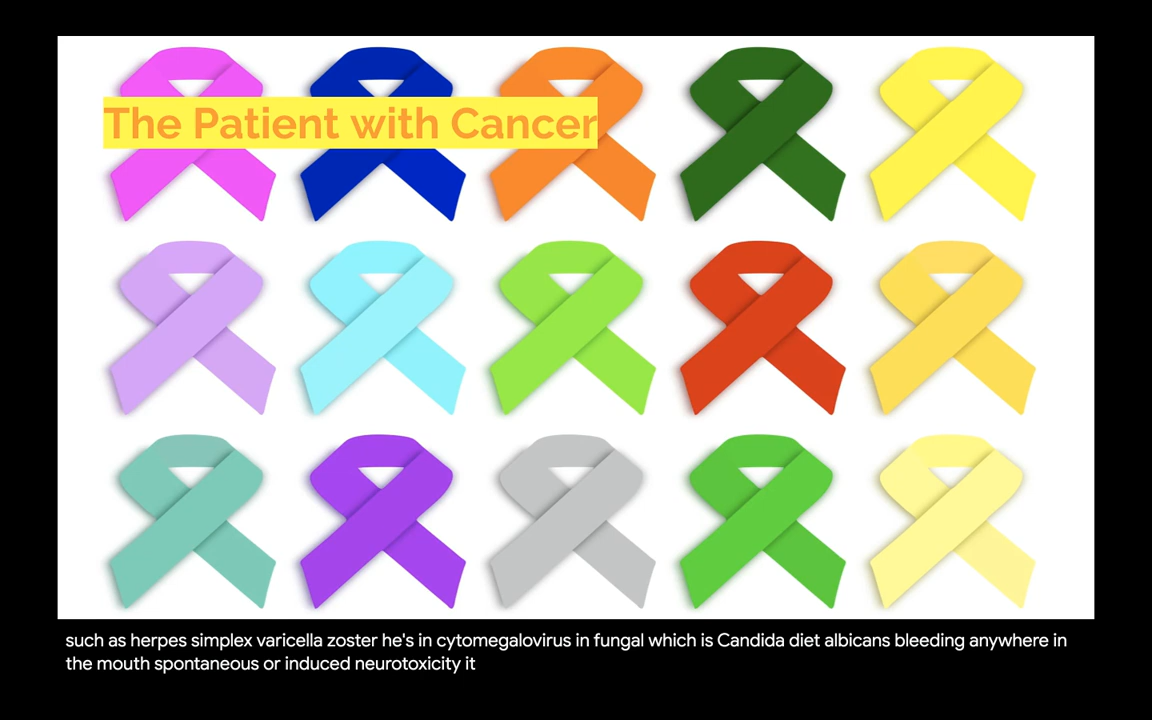 The Patient with Cancer
such as herpes simplex varicella zoster he's in cytomegalovirus in fungal which is Candida diet albicans bleeding anywhere in
the mouth spontaneous or induced neurotoxicity it